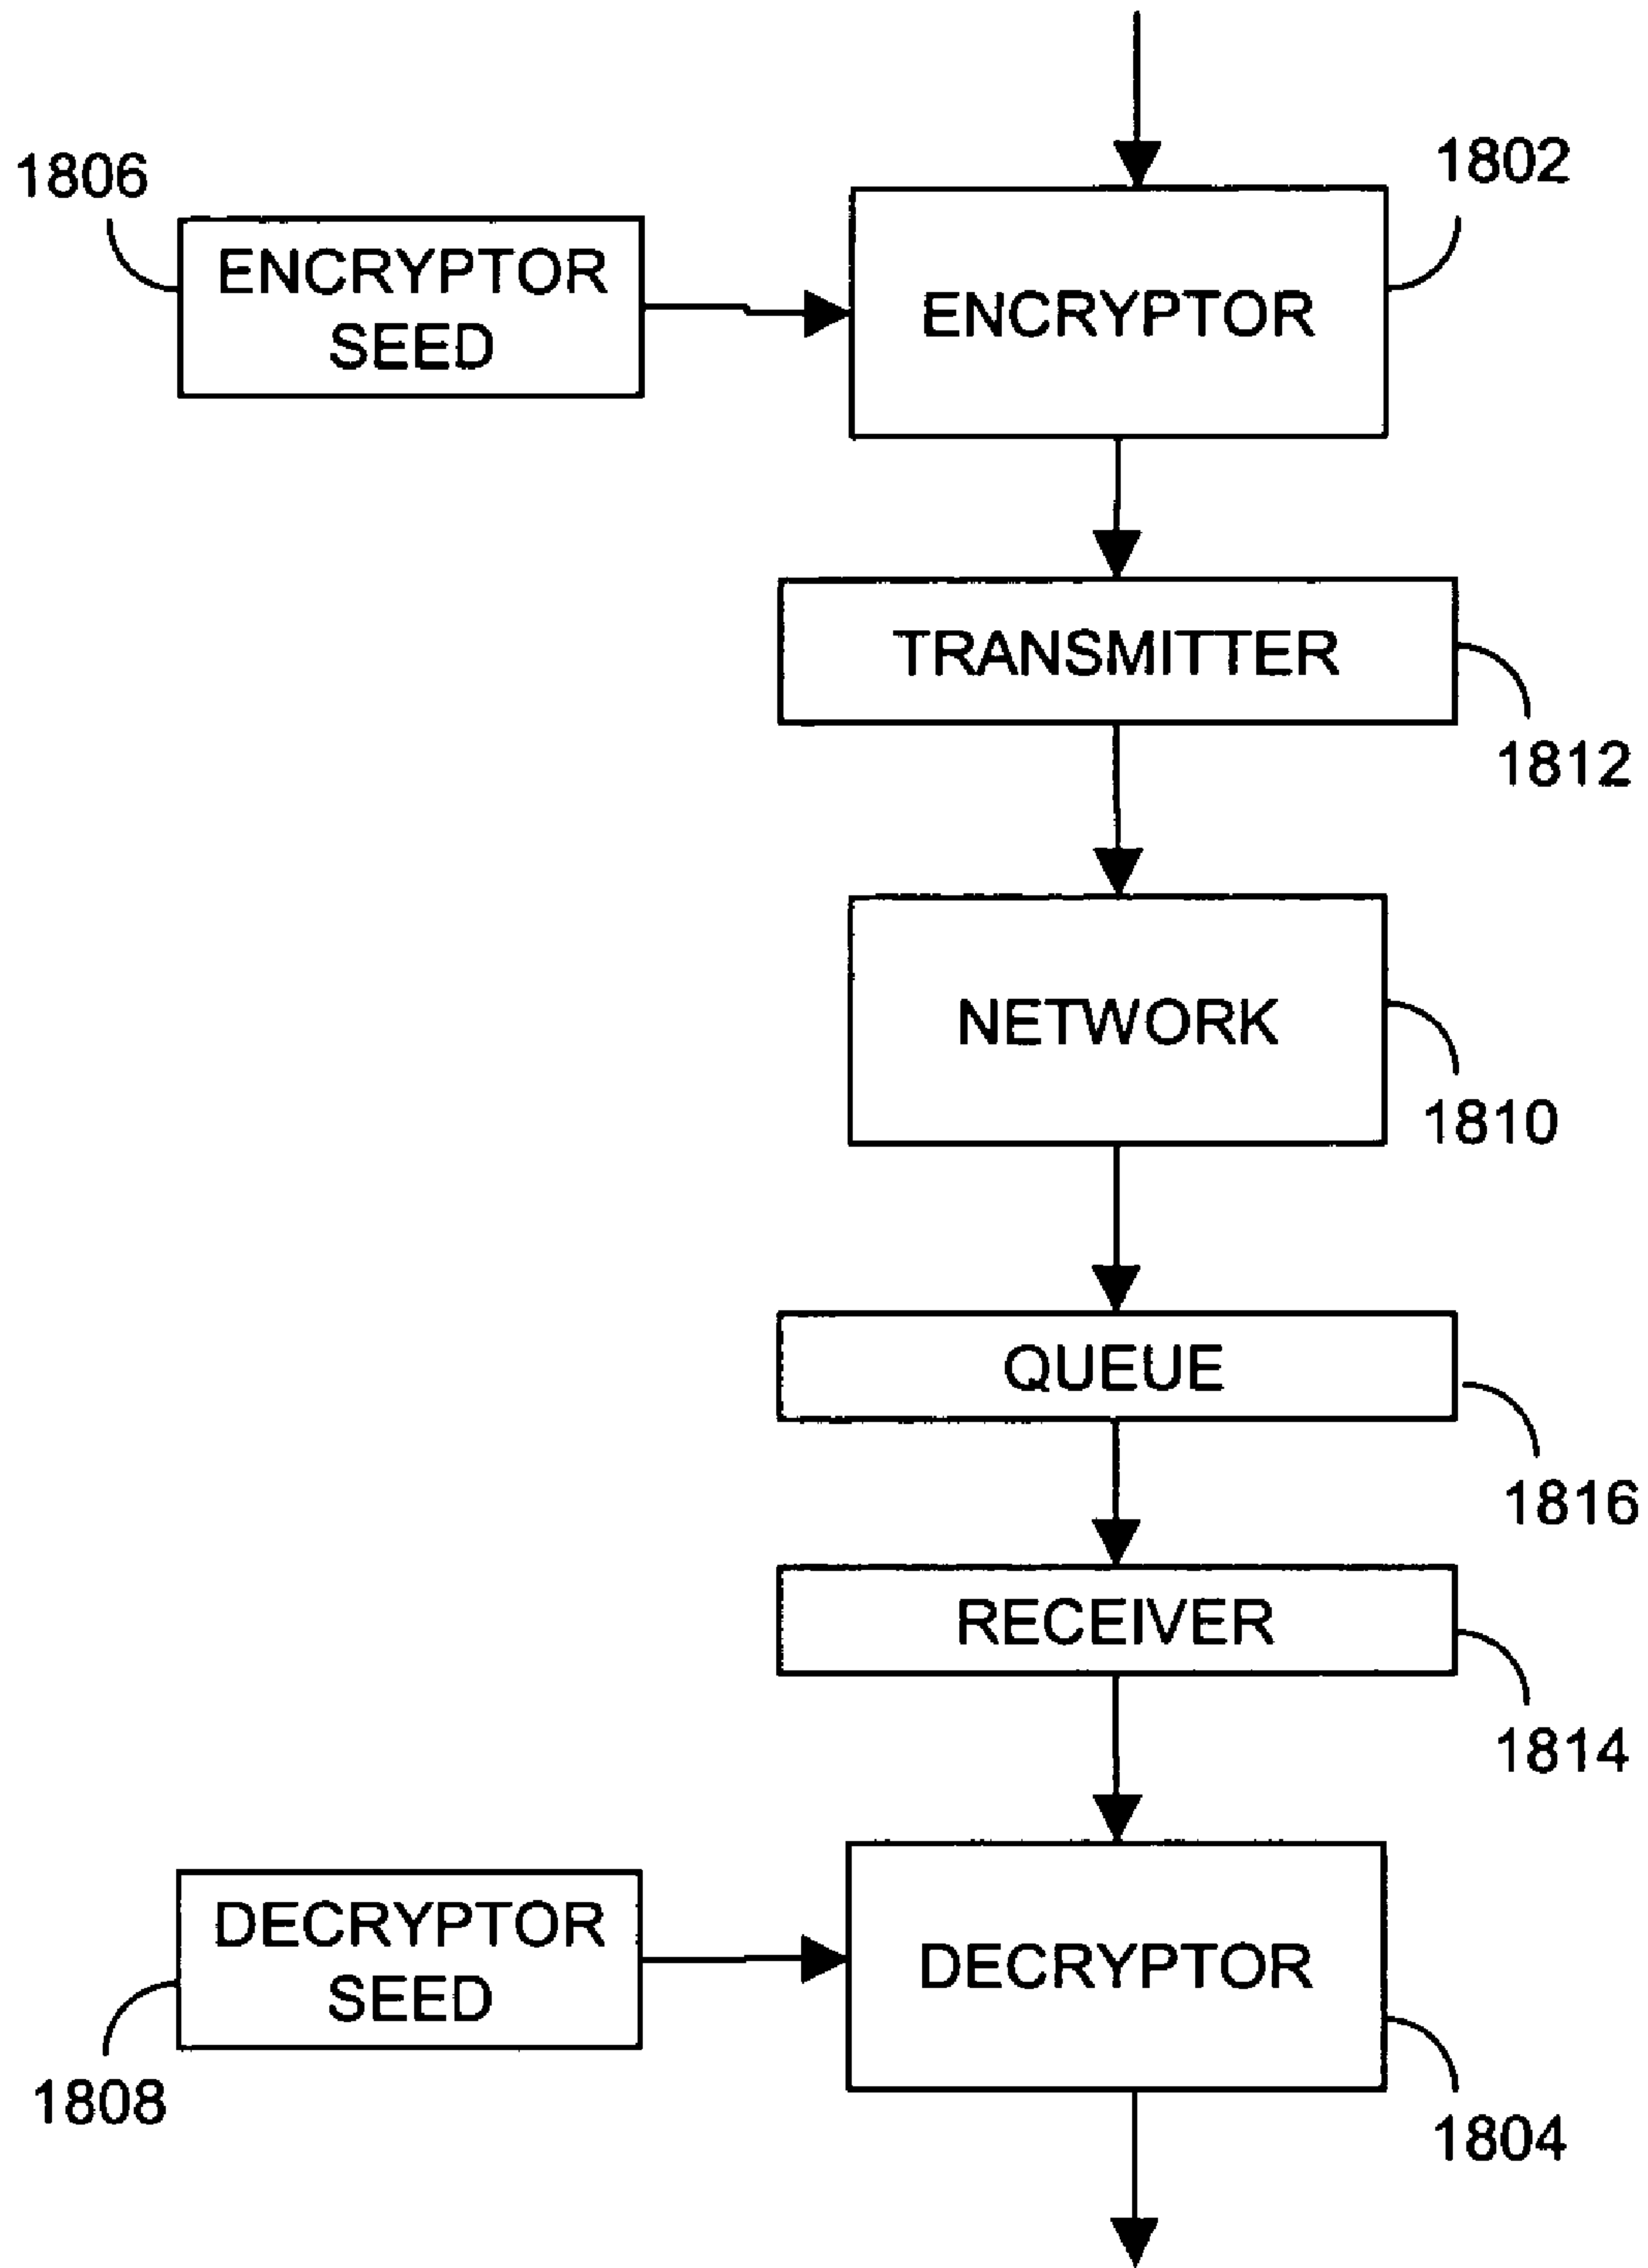 1806
1802
ENCRYPTOR
SEED
ENCRYPTOR
TRANSMITTER
1812
NETWORK
1810
QUEUE
1816
RECEIVER
1814
DECRYPTOR
SEED
DECRYPTOR
1808
1804